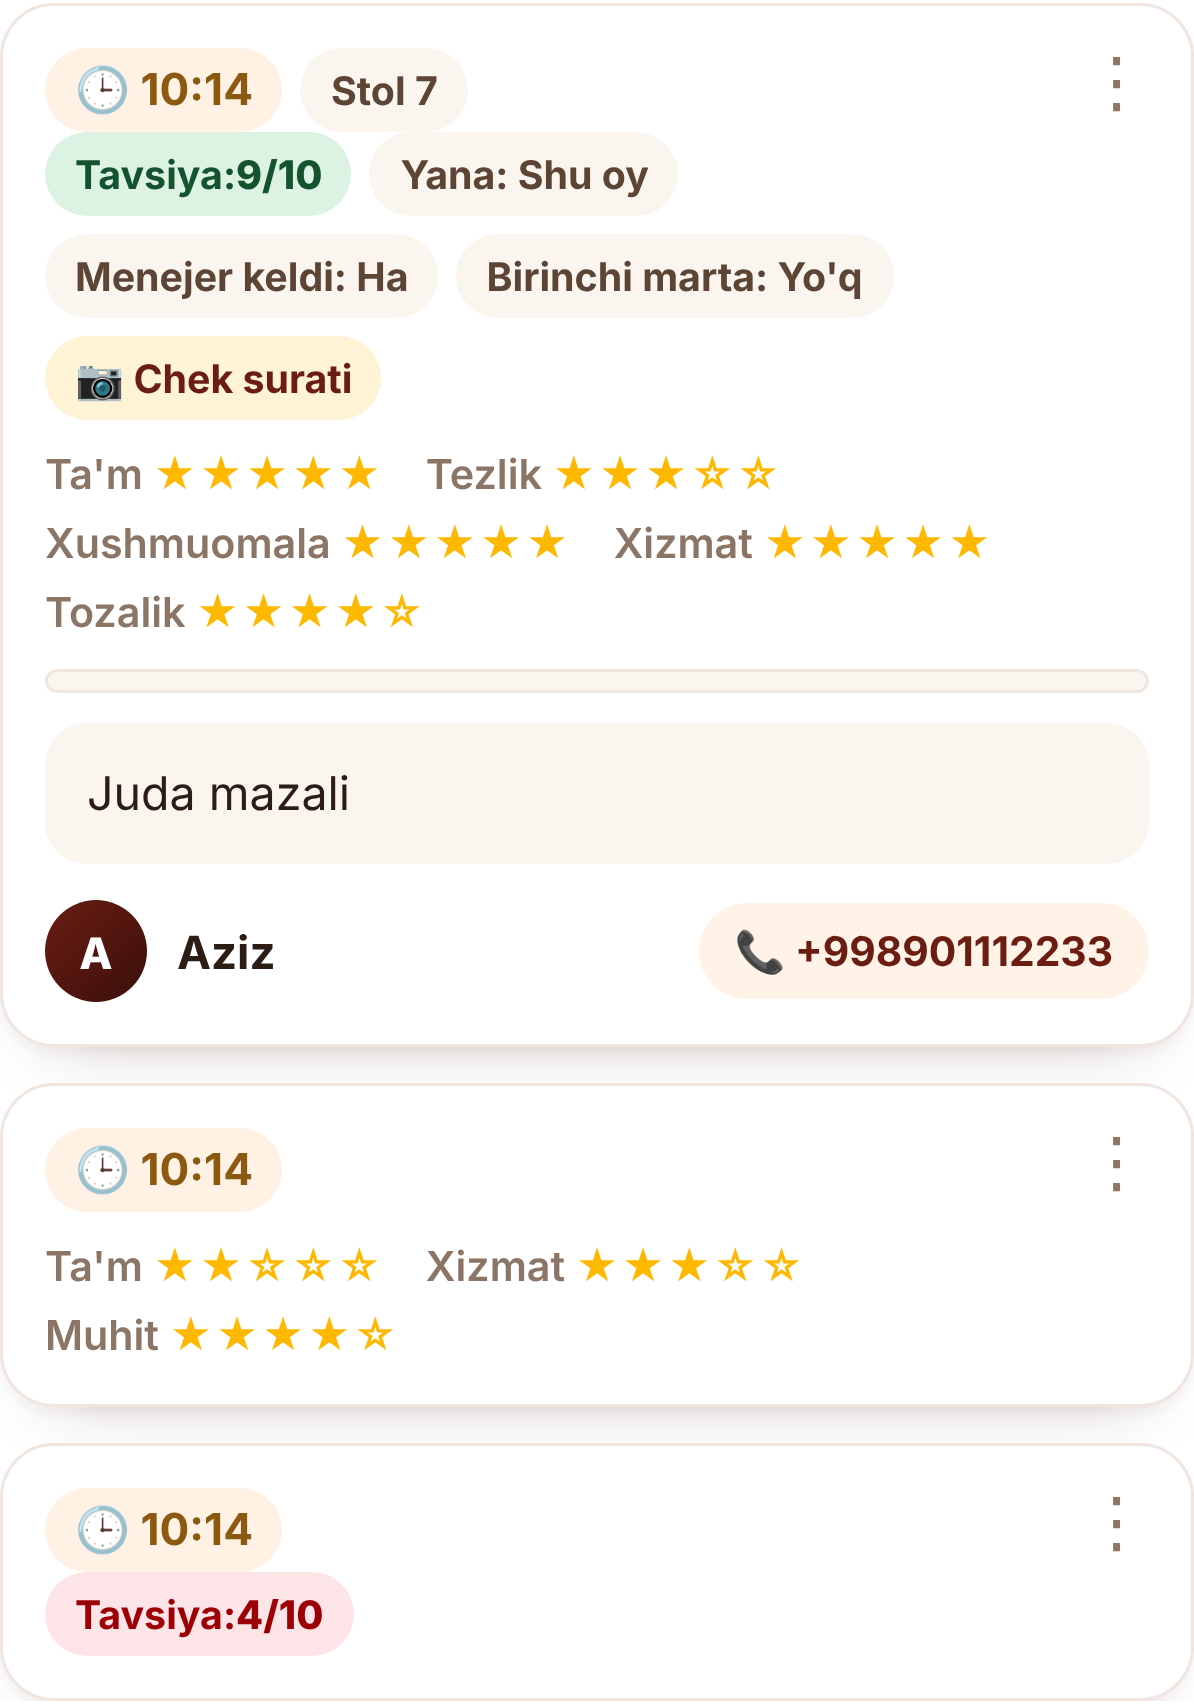 🕒 10:14 Stol 7
Tavsiya:9/10 Yana: Shu oy
Menejer keldi: Ha Birinchi marta: Yo'q
📷 Chek surati
Ta'm ★★★★★ Tezlik ★★★☆☆
Xushmuomala ★★★★★ Xizmat ★★★★★
Tozalik ★★★★☆
Juda mazali
A Aziz 📞 +998901112233
🕒 10:14
Ta'm ★★☆☆☆ Xizmat ★★★☆☆
Muhit ★★★★☆
🕒 10:14
Tavsiya:4/10